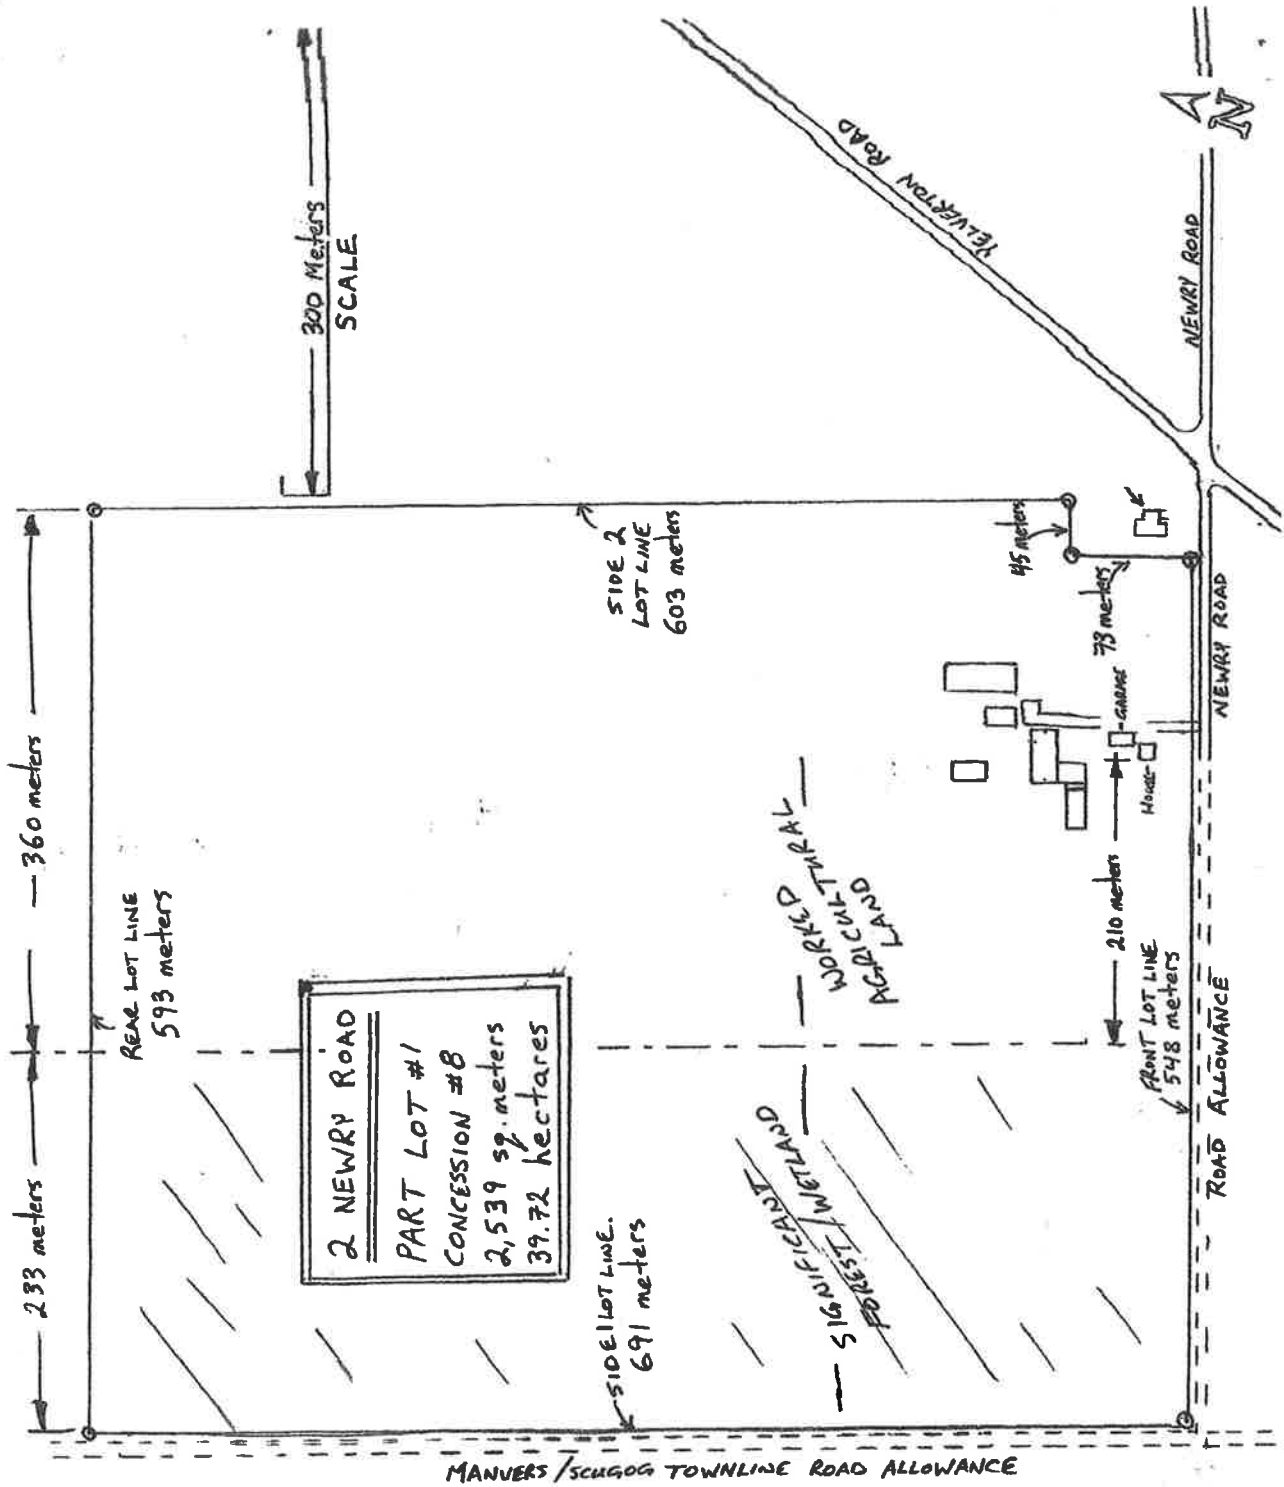 300 Meters
SCALE
YELVERTON ROAD
N
NEWRY ROAD
360 meters
233 meters
REAR LOT LINE
593 meters
SIDE 2
LOT LINE
603 meters
45 meters
73 meters
GARAGE
HOUSE
NEWRY ROAD
2 NEWRY ROAD
PART LOT #1
CONCESSION #8
2,539 sq. meters
39.72 hectares
WORKED
AGRICULTURAL
LAND
210 meters
FRONT LOT LINE
548 meters
SIGNIFICANT
FOREST/WETLAND
SIDE 1 LOT LINE.
691 meters
ROAD ALLOWANCE
MANVERS/SCUGOG TOWNLINE ROAD ALLOWANCE